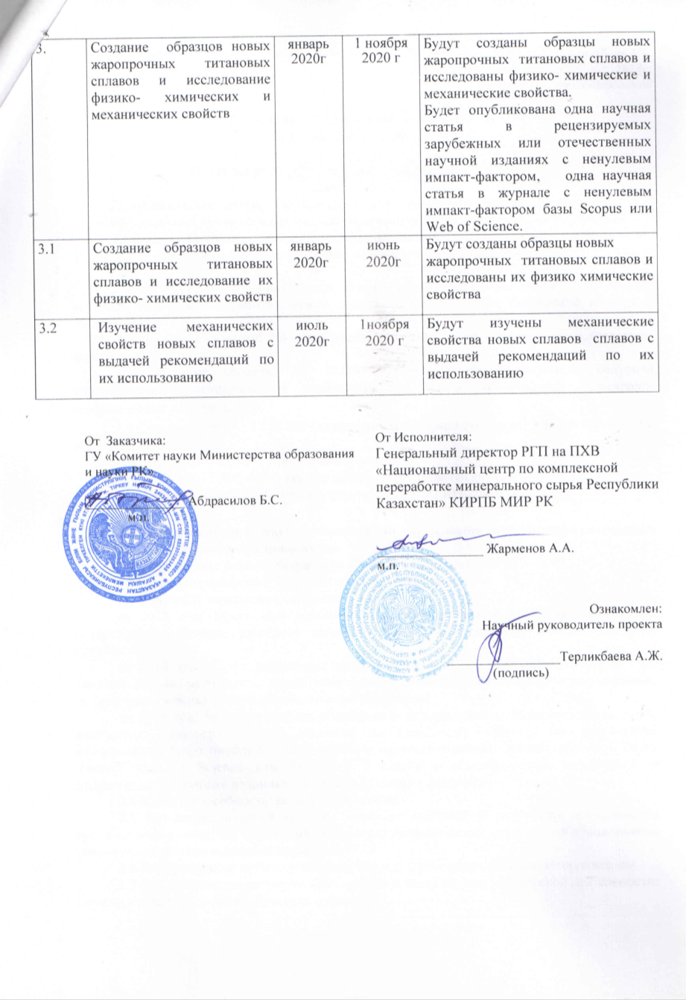 3.
Создание образцов новых
жаропрочных титановых
сплавов и исследование
физико- химических и
механических свойств
январь
2020г
1 ноября
2020 г
Будут созданы образцы новых
жаропрочных титановых сплавов и
исследованы физико- химические и
механические свойства.
Будет опубликована одна научная
статья в рецензируемых
зарубежных или отечественных
научной изданиях с ненулевым
импакт-фактором, одна научная
статья в журнале с ненулевым
импакт-фактором базы Scopus или
Web of Science.
3.1
Создание образцов новых
жаропрочных титановых
сплавов и исследование их
физико- химических свойств
январь
2020г
июнь
2020г
Будут созданы образцы новых
жаропрочных титановых сплавов и
исследованы их физико химические
свойства
3.2
Изучение механических
свойств новых сплавов с
выдачей рекомендаций по
их использованию
июль
2020г
1ноября
2020 г
Будут изучены механические
свойства новых сплавов сплавов с
выдачей рекомендаций по их
использованию
От Заказчика:
ГУ «Комитет науки Министерства образования
и науки РК»
Абдрасилов Б.С.
м.п.
От Исполнителя:
Генеральный директор РГП на ПХВ
«Национальный центр по комплексной
переработке минерального сырья Республики
Казахстан» КИРПБ МИР РК
Жарменов А.А.
м.п.
Ознакомлен:
Научный руководитель проекта
Терликбаева А.Ж.
(подпись)